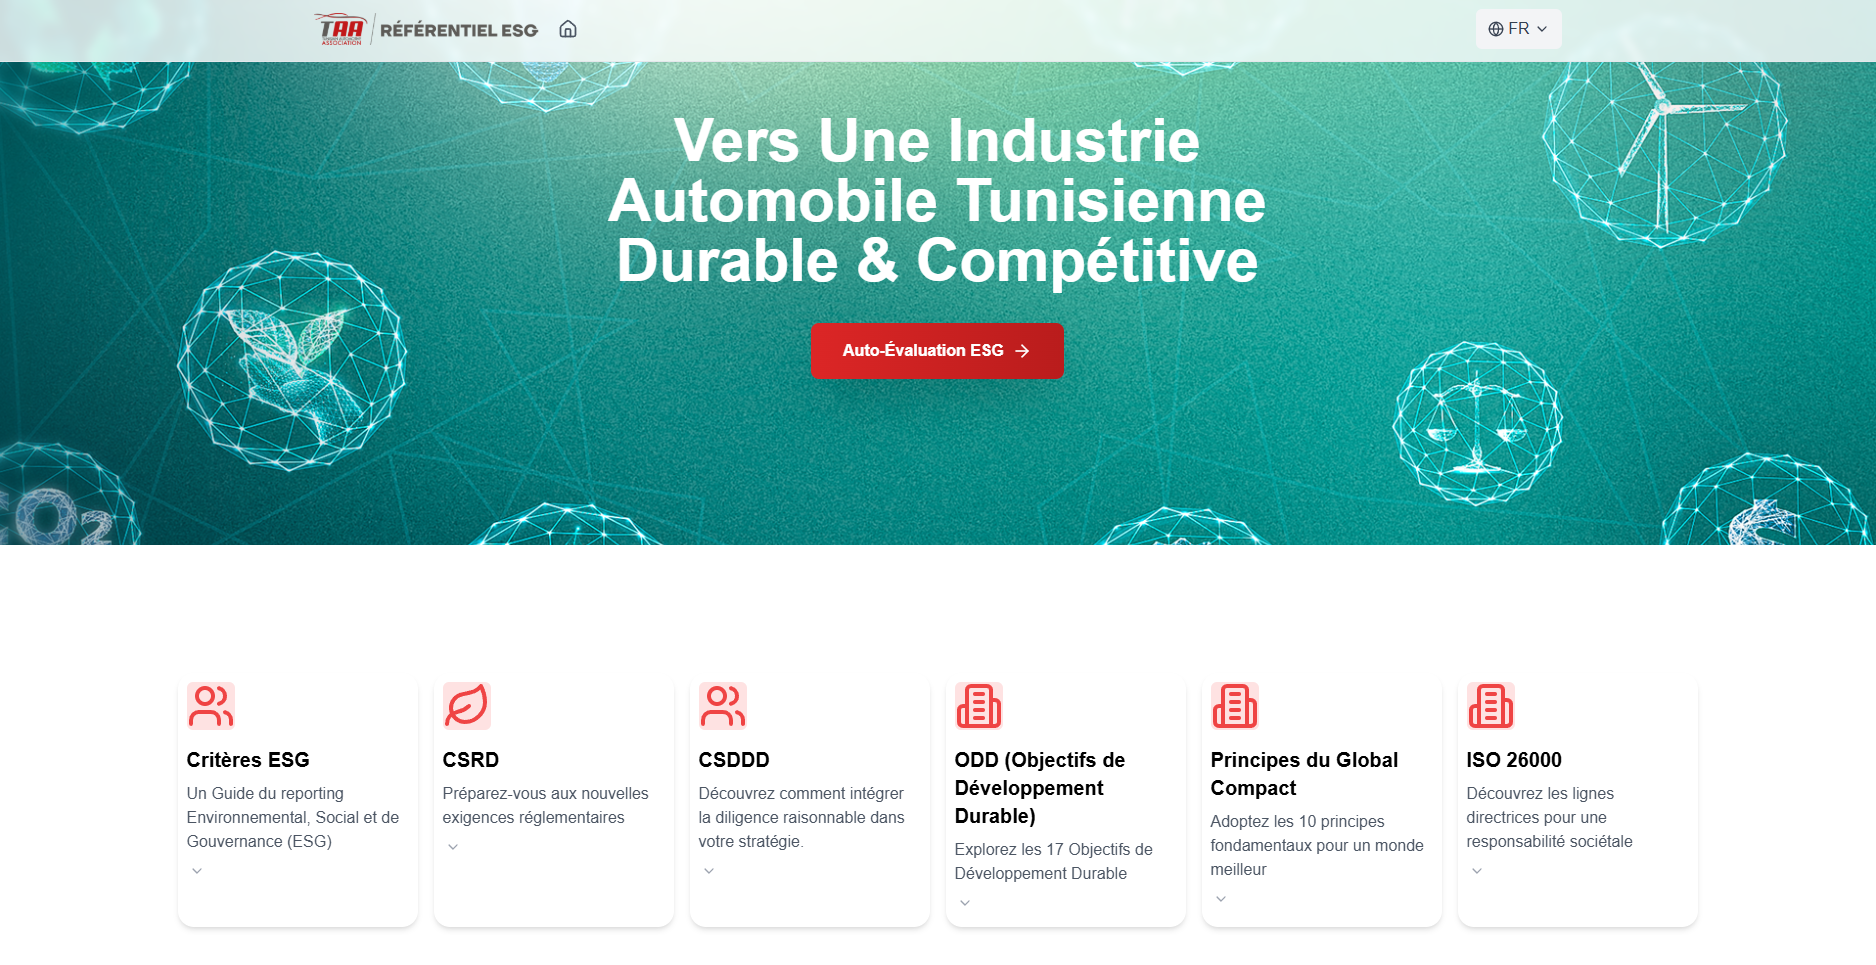 TAA
ASSOCIATION
RÉFÉRENTIEL ESG
FR
Vers Une Industrie
Automobile Tunisienne
Durable & Compétitive
Auto-Évaluation ESG
O2
Critères ESG
Un Guide du reporting
Environnemental, Social et de
Gouvernance (ESG)
CSRD
Préparez-vous aux nouvelles
exigences réglementaires
CSDDD
Découvrez comment intégrer
la diligence raisonnable dans
votre stratégie.
ODD (Objectifs de
Développement
Durable)
Explorez les 17 Objectifs de
Développement Durable
Principes du Global
Compact
Adoptez les 10 principes
fondamentaux pour un monde
meilleur
ISO 26000
Découvrez les lignes
directrices pour une
responsabilité sociétale